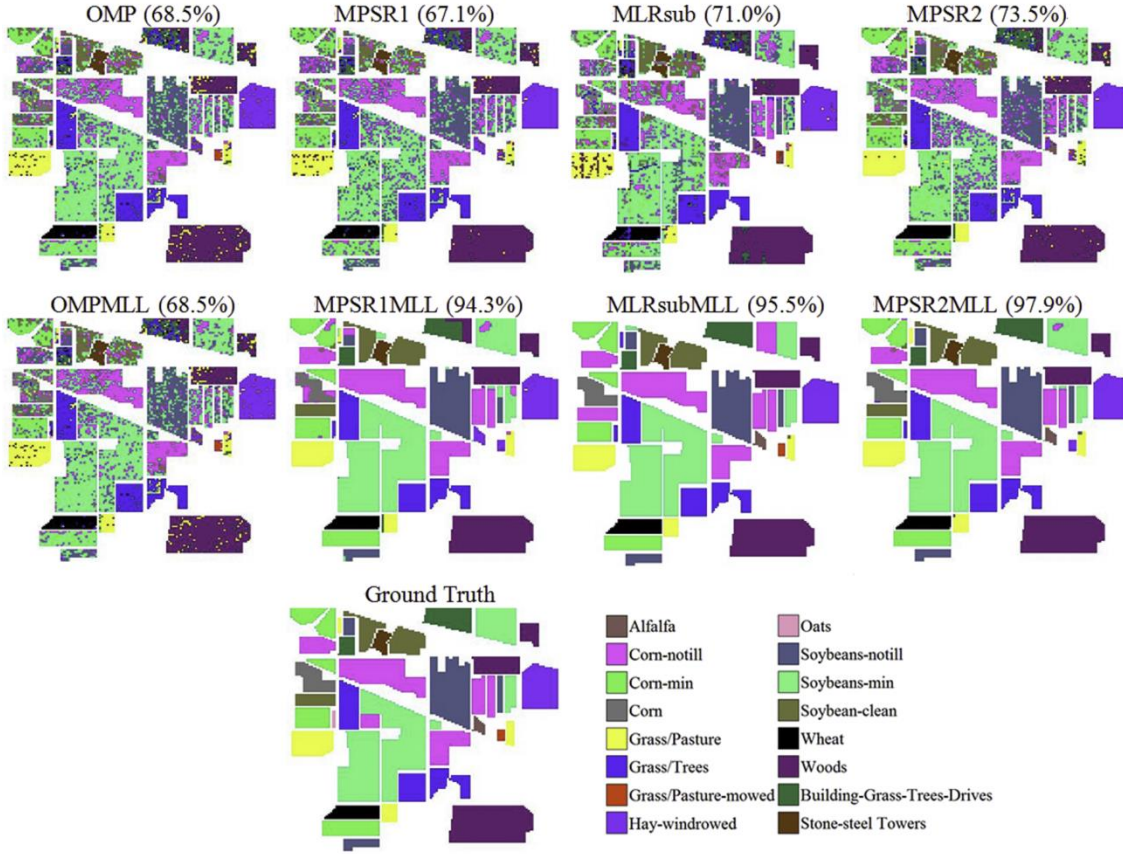 OMP (68.5%) MPSR1 (67.1%) MLRsub (71.0%) MPSR2 (73.5%)
OMPMLL (68.5%) MPSR1MLL (94.3%) MLRsubMLL (95.5%) MPSR2MLL (97.9%)
Ground Truth
Alfalfa Oats
Corn-notill Soybeans-notill
Corn-min Soybeans-min
Corn Soybean-clean
Grass/Pasture Wheat
Grass/Trees Woods
Grass/Pasture-mowed Building-Grass-Trees-Drives
Hay-windrowed Stone-steel Towers